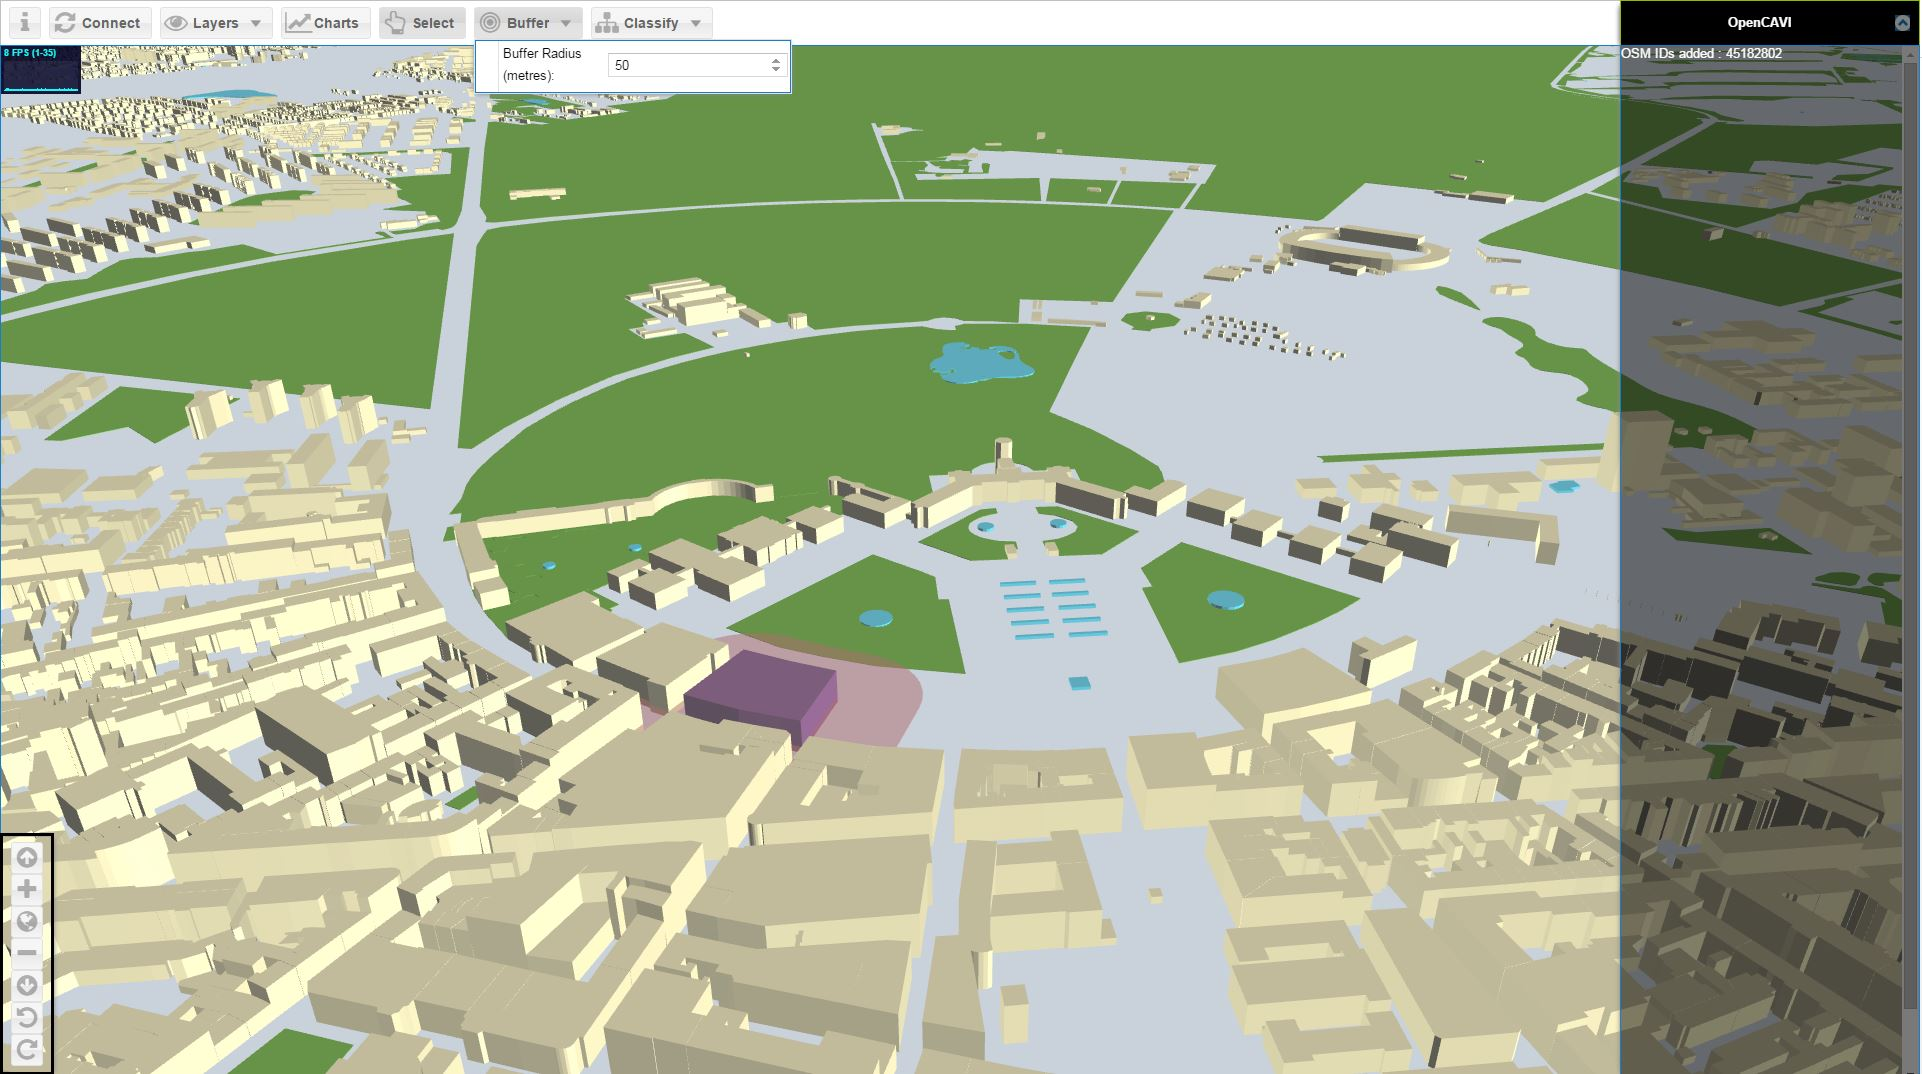 Connect
Layers
Charts
Select
Buffer
Classify
OpenCAVI
8 FPS (1-35)
Buffer Radius
(metres):
50
OSM IDs added : 45182802